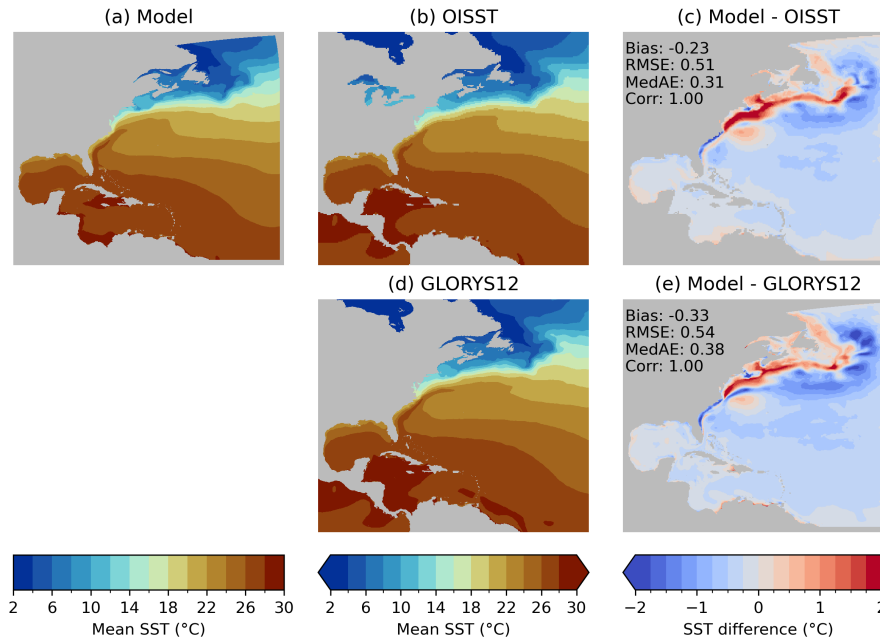 (a) Model
(b) OISST
(c) Model - OISST
Bias: -0.23
RMSE: 0.51
MedAE: 0.31
Corr: 1.00
(d) GLORYS12
(e) Model - GLORYS12
Bias: -0.33
RMSE: 0.54
MedAE: 0.38
Corr: 1.00
2 6 10 14 18 22 26 30
Mean SST (°C)
2 6 10 14 18 22 26 30
Mean SST (°C)
−2 −1 0 1 2
SST difference (°C)